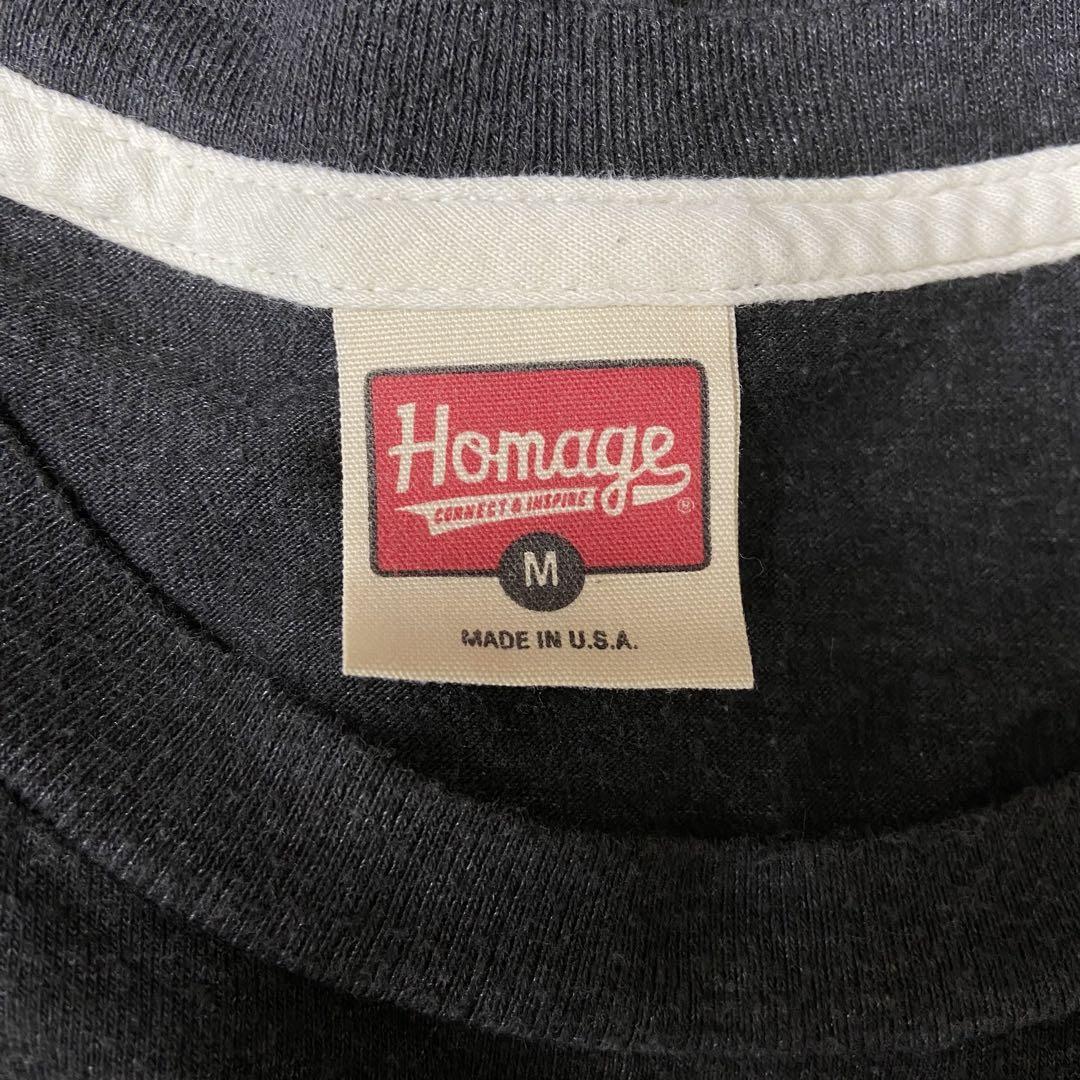 Homage
CONNECT & INSPIRE
®
M
MADE IN U.S.A.